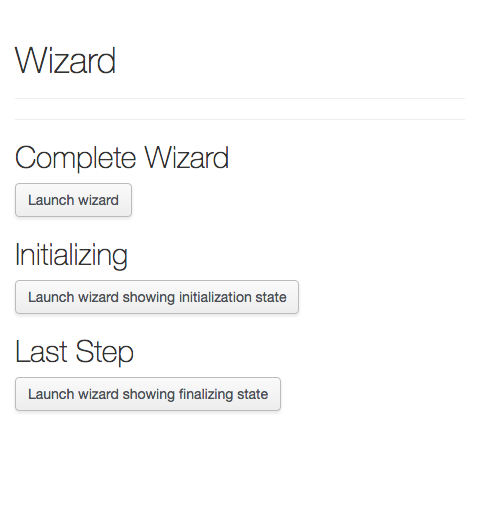 Wizard
Complete Wizard
Launch wizard
Initializing
Launch wizard showing initialization state
Last Step
Launch wizard showing finalizing state